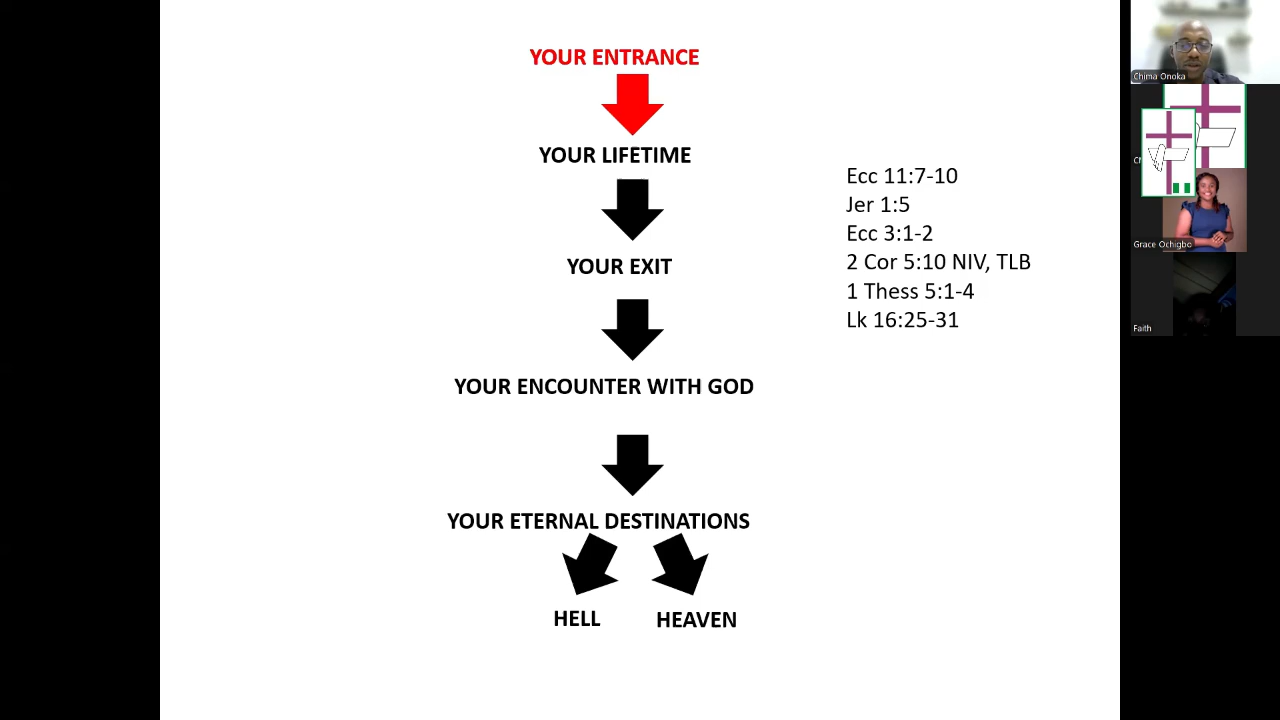 YOUR ENTRANCE
YOUR LIFETIME
YOUR EXIT
YOUR ENCOUNTER WITH GOD
YOUR ETERNAL DESTINATIONS
HELL
HEAVEN
Ecc 11:7-10
Jer 1:5
Ecc 3:1-2
2 Cor 5:10 NIV, TLB
1 Thess 5:1-4
Lk 16:25-31
Chima Onoka
Grace Ochigbo
Faith